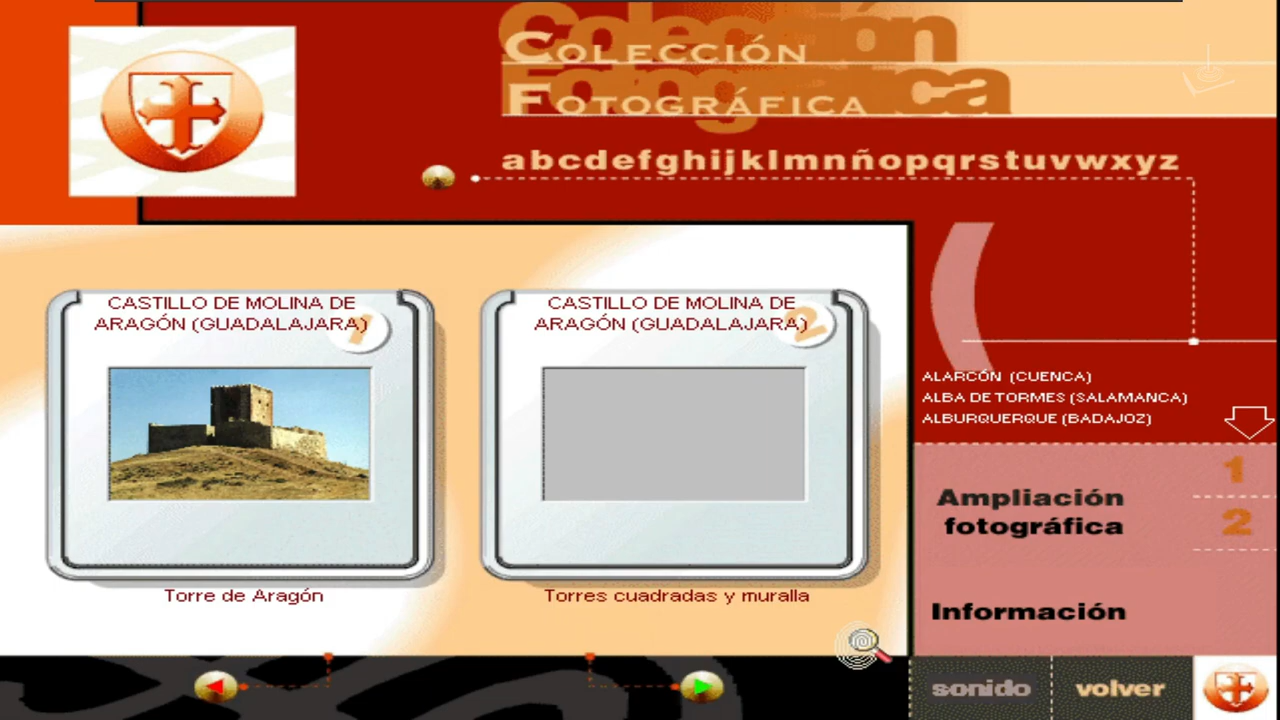 Colección
Fotográfica
COLECCIÓN
FOTOGRÁFICA
abcdefghijklmnñopqrstuvwxyz
CASTILLO DE MOLINA DE
ARAGÓN (GUADALAJARA)
1
CASTILLO DE MOLINA DE
ARAGÓN (GUADALAJARA)
2
Torre de Aragón
Torres cuadradas y muralla
ALARCÓN (CUENCA)
ALBA DE TORMES (SALAMANCA)
ALBURQUERQUE (BADAJOZ)
Ampliación
fotográfica
1
2
Información
sonido
volver